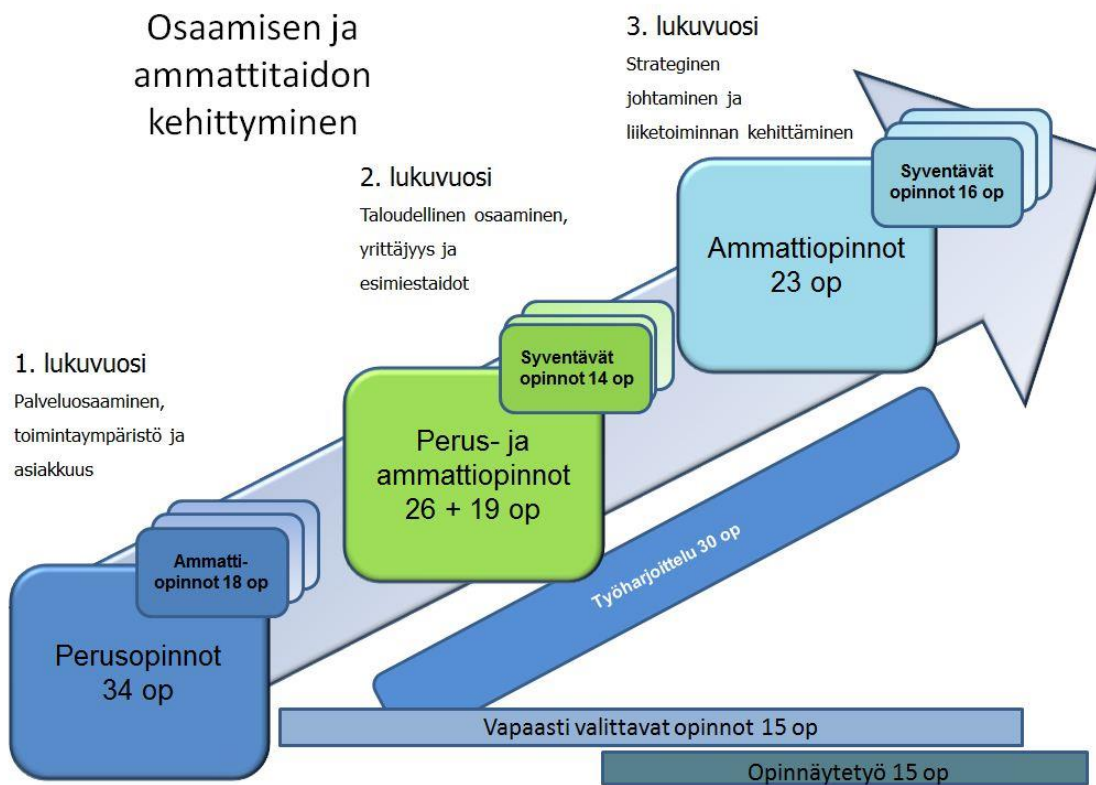 Osaamisen ja
ammattitaidon
kehittyminen
3. lukuvuosi
Strateginen
johtaminen ja
liiketoiminnan kehittäminen
Syventävät
opinnot 16 op
Ammattiopinnot
23 op
2. lukuvuosi
Taloudellinen osaaminen,
yrittäjyys ja
esimiestaidot
Syventävät
opinnot 14 op
Perus- ja
ammattiopinnot
26 + 19 op
1. lukuvuosi
Palveluosaaminen,
toimintaympäristö ja
asiakkuus
Ammatti-
opinnot 18 op
Perusopinnot
34 op
Työharjoittelu 30 op
Vapaasti valittavat opinnot 15 op
Opinnäytetyö 15 op